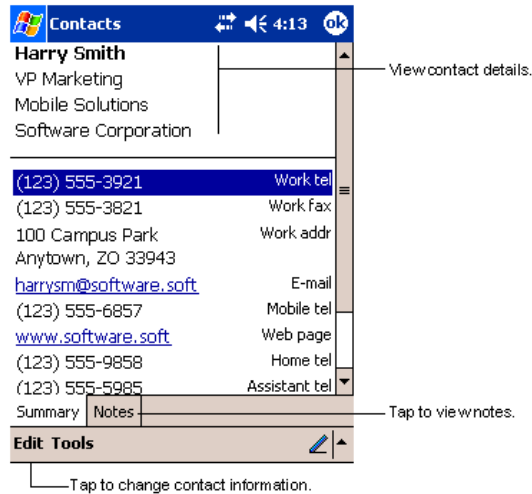 Contacts 4:13 ok
Harry Smith
VP Marketing
Mobile Solutions
Software Corporation
View contact details.
(123) 555-3921 Work tel
(123) 555-3821 Work fax
100 Campus Park Work addr
Anytown, ZO 33943
harrysm@software.soft E-mail
(123) 555-6857 Mobile tel
www.software.soft Web page
(123) 555-9858 Home tel
(123) 555-5985 Assistant tel
Summary Notes
Tap to view notes.
Edit Tools
Tap to change contact information.